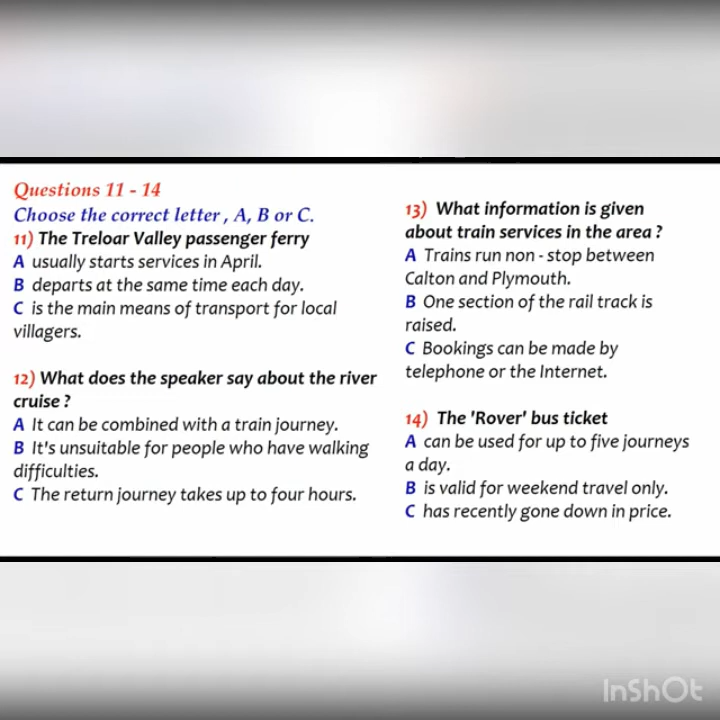 Questions 11 - 14
Choose the correct letter , A, B or C.
11) The Treloar Valley passenger ferry
A usually starts services in April.
B departs at the same time each day.
C is the main means of transport for local
villagers.
12) What does the speaker say about the river
cruise ?
A It can be combined with a train journey.
B It's unsuitable for people who have walking
difficulties.
C The return journey takes up to four hours.
13) What information is given
about train services in the area ?
A Trains run non - stop between
Calton and Plymouth.
B One section of the rail track is
raised.
C Bookings can be made by
telephone or the Internet.
14) The 'Rover' bus ticket
A can be used for up to five journeys
a day.
B is valid for weekend travel only.
C has recently gone down in price.
InShOt